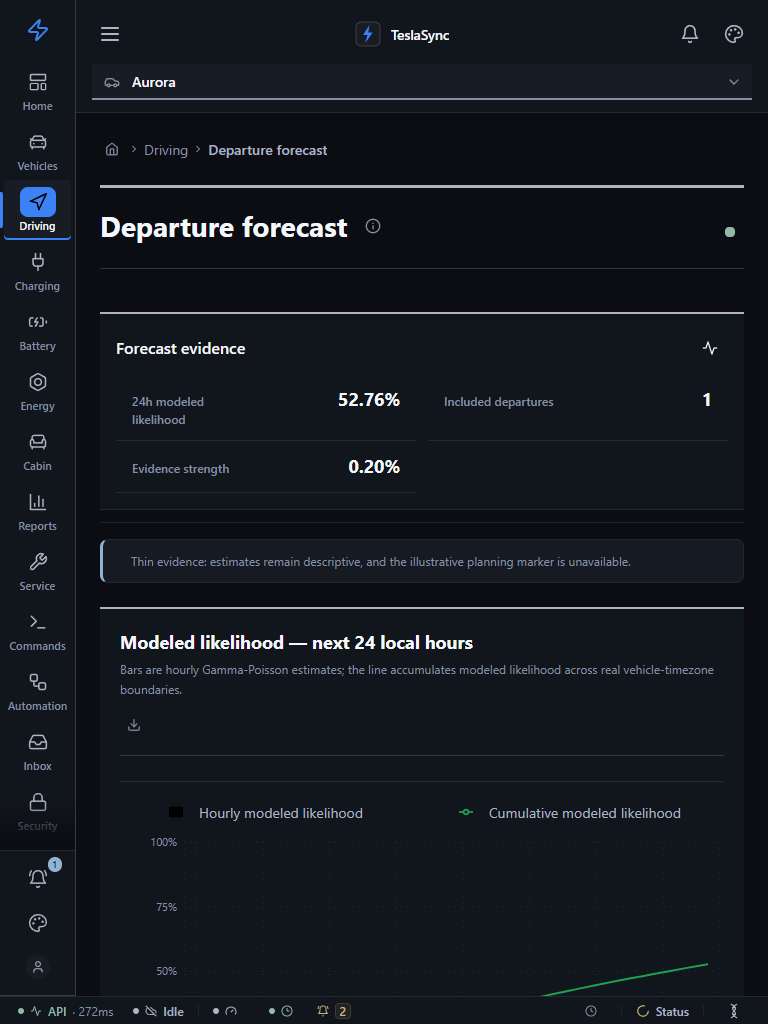 TeslaSync
Aurora
Home
Vehicles
Driving
Charging
Battery
Energy
Cabin
Reports
Service
Commands
Automation
Inbox
Security
1
Driving
Departure forecast
Departure forecast
Forecast evidence
24h modeled
likelihood
52.76%
Included departures
1
Evidence strength
0.20%
Thin evidence: estimates remain descriptive, and the illustrative planning marker is unavailable.
Modeled likelihood — next 24 local hours
Bars are hourly Gamma-Poisson estimates; the line accumulates modeled likelihood across real vehicle-timezone
boundaries.
Hourly modeled likelihood
Cumulative modeled likelihood
100%
75%
50%
API · 272ms
Idle
2
Status